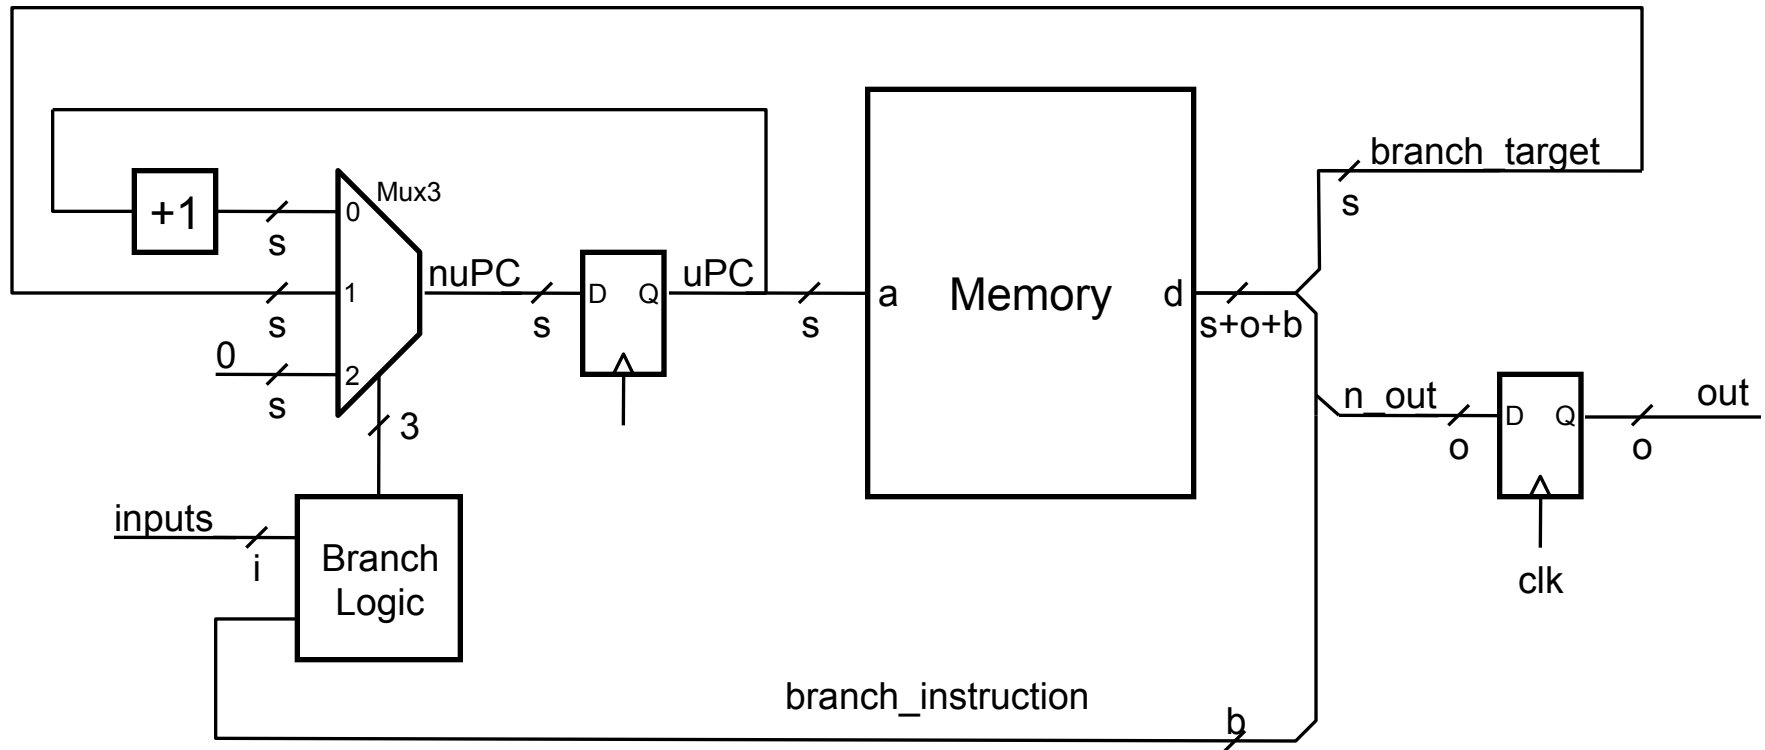 branch_target
s
Mux3
+1
0
s
nuPC
uPC
1
D
Q
a
Memory
d
s
s
s
s+o+b
0
2
s
3
n_out
out
D
Q
o
o
inputs
i
Branch
Logic
clk
branch_instruction
b